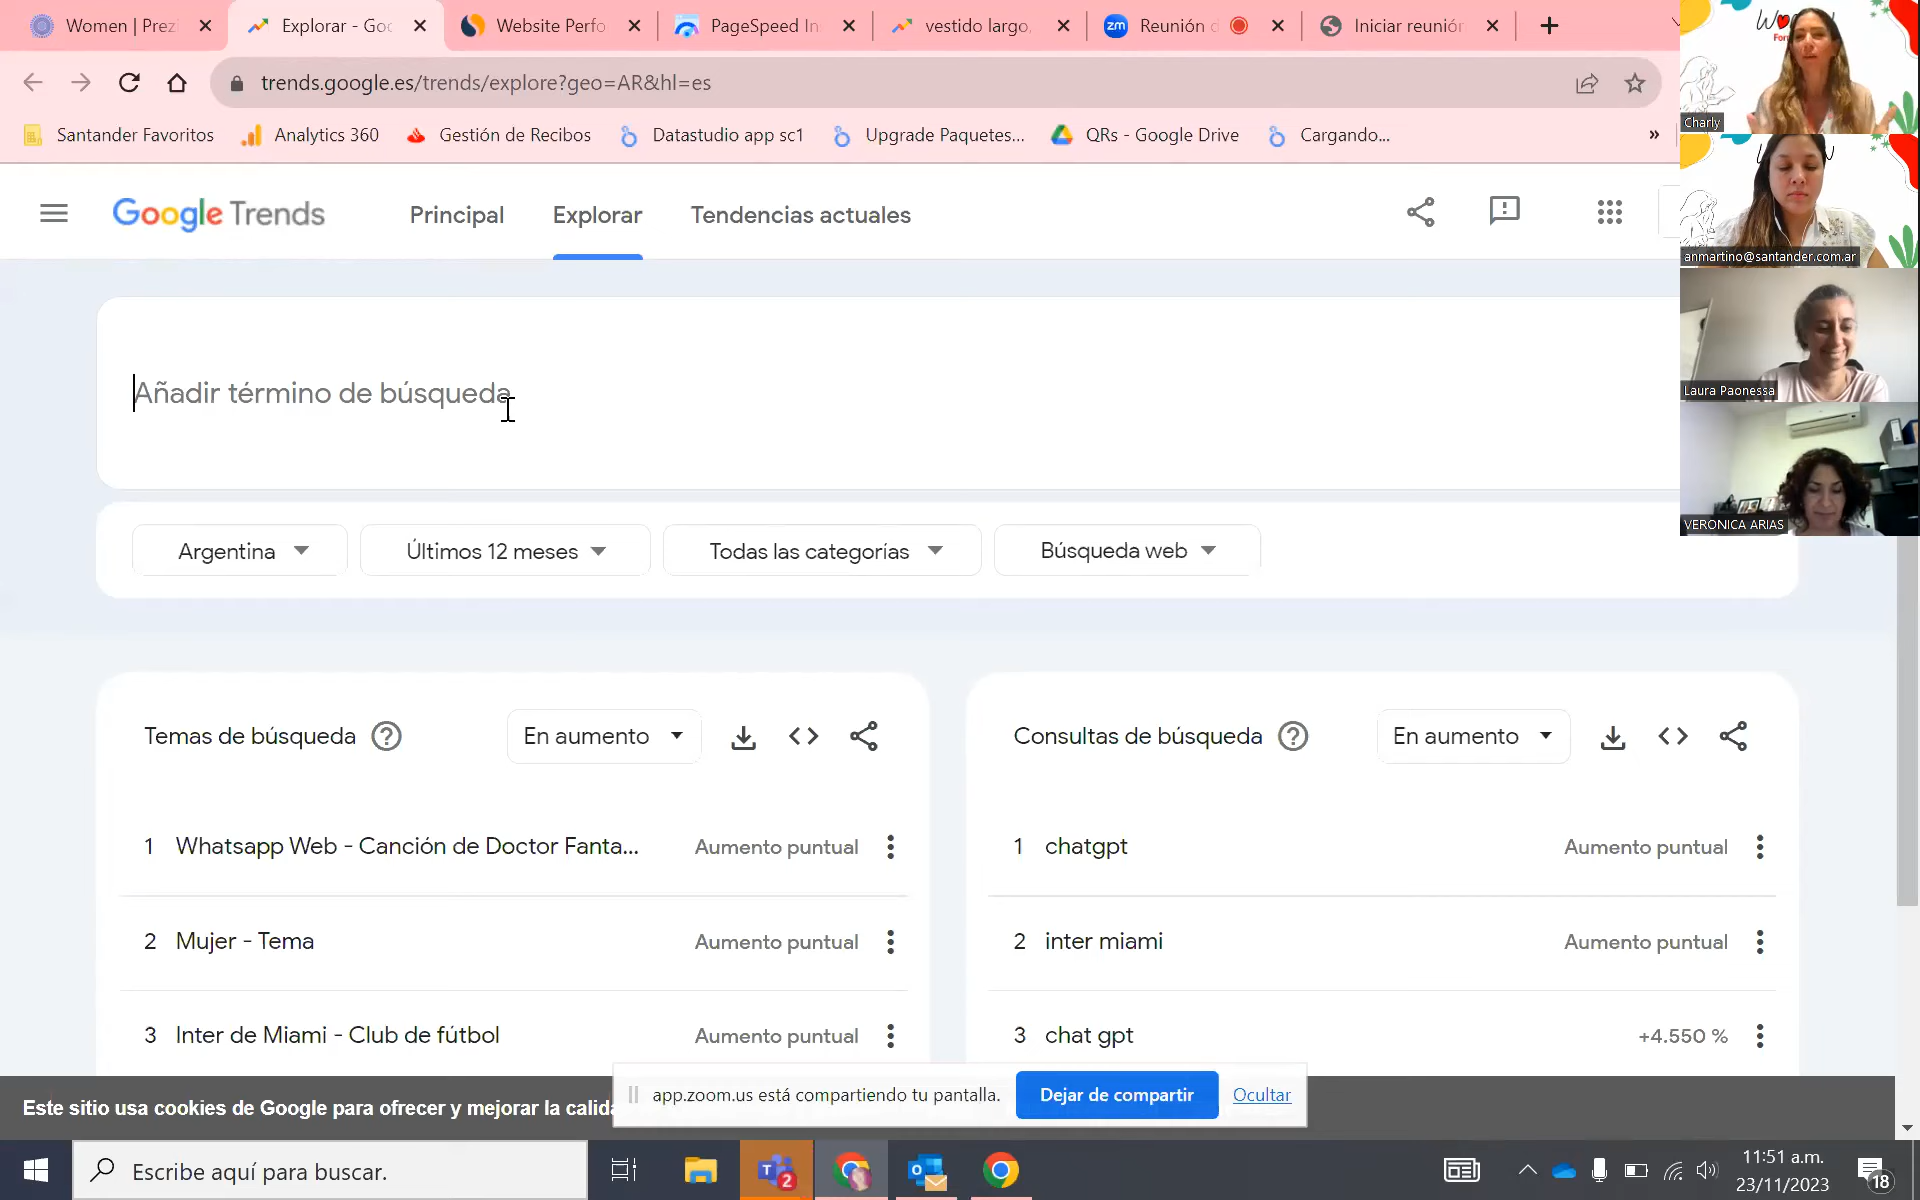 Women | Prezi
Explorar - Goo
Website Perfo
PageSpeed In
vestido largo,
zm
Reunión d
Iniciar reunión
trends.google.es/trends/explore?geo=AR&hl=es
Santander Favoritos
Analytics 360
Gestión de Recibos
Datastudio app sc1
Upgrade Paquetes...
QRs - Google Drive
Cargando...
»
Charly
anmartino@santander.com.ar
Laura Paonessa
VERONICA ARIAS
Google Trends
Principal
Explorar
Tendencias actuales
Añadir término de búsqueda
Argentina
Últimos 12 meses
Todas las categorías
Búsqueda web
Temas de búsqueda
En aumento
1 Whatsapp Web - Canción de Doctor Fanta... Aumento puntual
2 Mujer - Tema Aumento puntual
3 Inter de Miami - Club de fútbol Aumento puntual
Consultas de búsqueda
En aumento
1 chatgpt Aumento puntual
2 inter miami Aumento puntual
3 chat gpt +4.550 %
Este sitio usa cookies de Google para ofrecer y mejorar la calida
app.zoom.us está compartiendo tu pantalla.
Dejar de compartir
Ocultar
Escribe aquí para buscar.
2
11:51 a.m.
23/11/2023
18